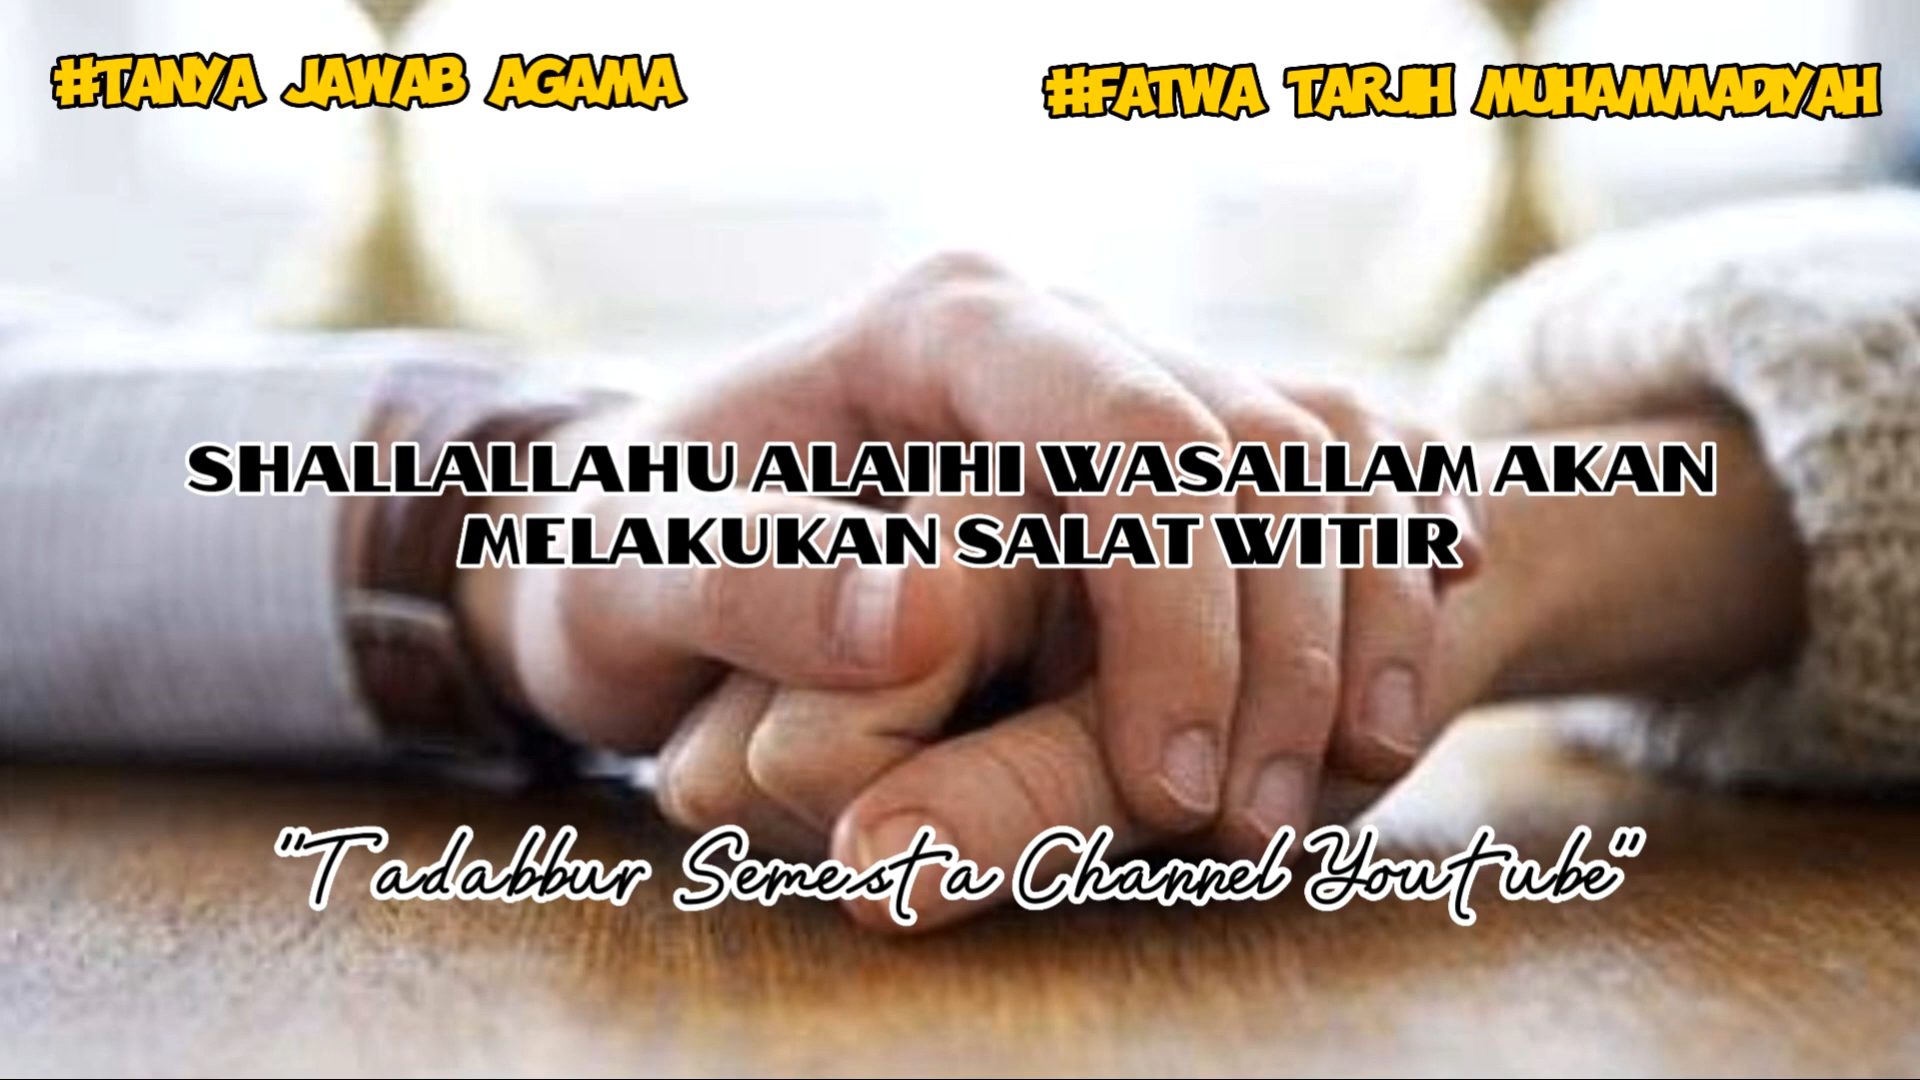 #TANYA JAWAB AGAMA
#FATWA TARJIH MUHAMMADIYAH
SHALLALLAHU ALAIHI WASALLAM AKAN
MELAKUKAN SALAT WITIR
"Tadabbur Semesta Channel Youtube"